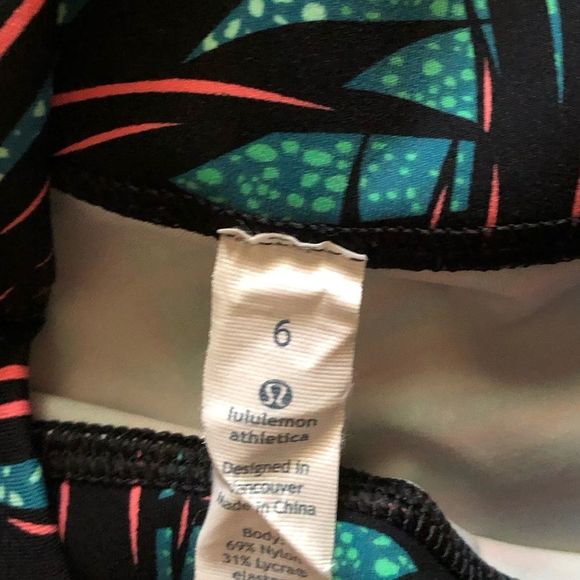 6
lululemon
athletica
Designed in
Vancouver
Made in China
Body:
69% Nylon
31% Lycra®